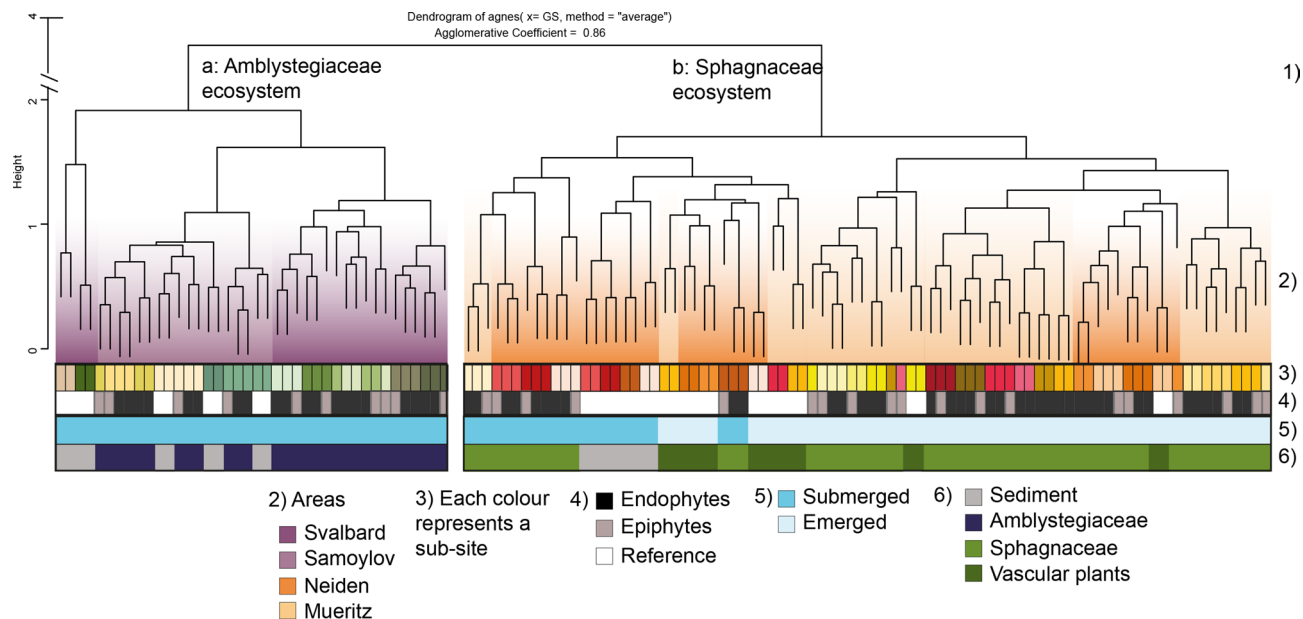 Dendrogram of agnes( x= GS, method = "average")
Agglomerative Coefficient = 0.86
4
2
1
0
Height
a: Amblystegiaceae
ecosystem
b: Sphagnaceae
ecosystem
1)
2)
3)
4)
5)
6)
2) Areas
Svalbard
Samoylov
Neiden
Mueritz
3) Each colour
represents a
sub-site
4)
Endophytes
Epiphytes
Reference
5)
Submerged
Emerged
6)
Sediment
Amblystegiaceae
Sphagnaceae
Vascular plants